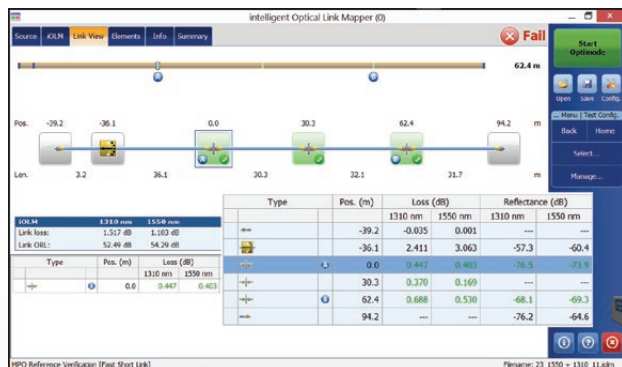 intelligent Optical Link Mapper (0)
Source iOLM Link View Elements Info Summary
Fail
Start Optimode
62.4 m
A B
Open Save Config.
... Menu | Test Config.
Back Home
Select...
Manage...
Pos. -39.2 -36.1 0.0 30.3 62.4 94.2 m
A B
Len. 3.2 36.1 30.3 32.1 31.7 m
iOLM 1310 nm 1550 nm
Link loss: 1.517 dB 1.103 dB
Link ORL: 52.49 dB 54.29 dB
Type Pos. (m) Loss (dB)
1310 nm 1550 nm
A 0.0 0.447 0.403
Type Pos. (m) Loss (dB) Reflectance (dB)
1310 nm 1550 nm 1310 nm 1550 nm
-39.2 -0.035 0.001 --- ---
-36.1 2.411 3.063 -57.3 -60.4
A 0.0 0.447 0.403 -76.5 -73.9
30.3 0.370 0.169 --- ---
B 62.4 0.688 0.530 -68.1 -69.3
94.2 --- --- -76.2 -64.6
MPO Reference Verification [Fast Short Link]
Filename: 23_1550 + 1310_11.iolm